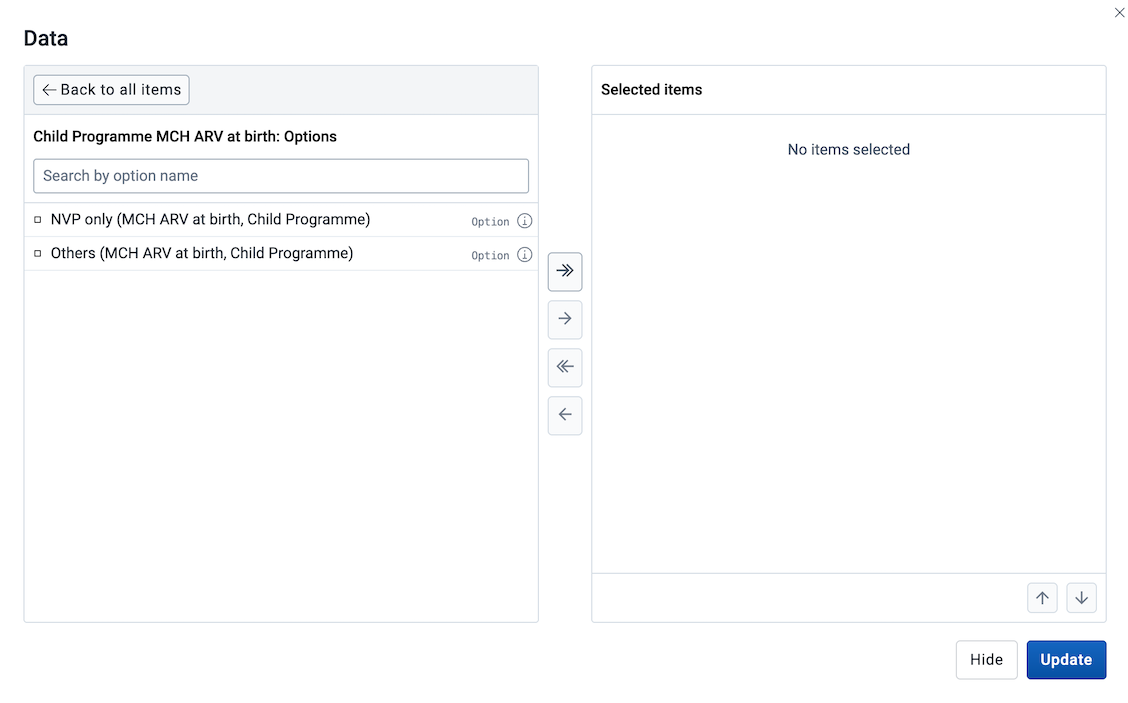 Data
Back to all items
Child Programme MCH ARV at birth: Options
Search by option name
NVP only (MCH ARV at birth, Child Programme) Option
Others (MCH ARV at birth, Child Programme) Option
Selected items
No items selected
Hide
Update